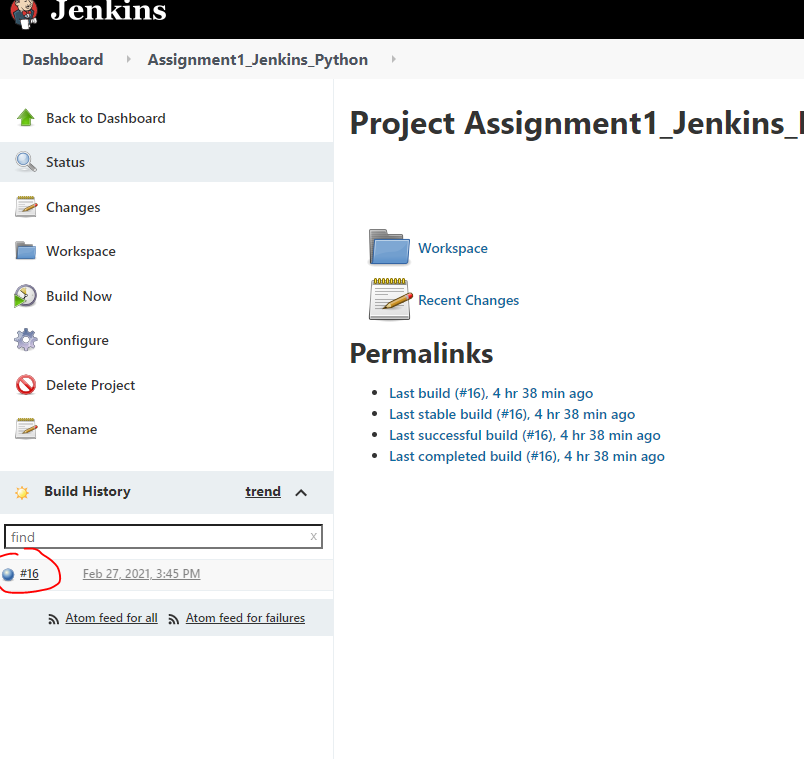 Jenkins
Dashboard Assignment1_Jenkins_Python
Back to Dashboard
Status
Changes
Workspace
Build Now
Configure
Delete Project
Rename
Build History trend
find x
#16 Feb 27, 2021, 3:45 PM
Atom feed for all Atom feed for failures
Project Assignment1_Jenkins_
Workspace
Recent Changes
Permalinks
Last build (#16), 4 hr 38 min ago
Last stable build (#16), 4 hr 38 min ago
Last successful build (#16), 4 hr 38 min ago
Last completed build (#16), 4 hr 38 min ago